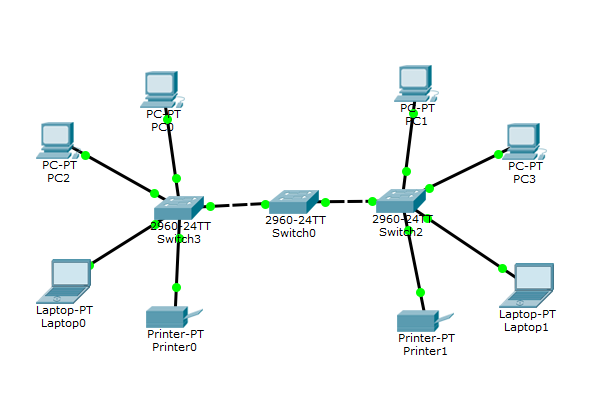 PC-PT
PC0
PC-PT
PC1
PC-PT
PC2
PC-PT
PC3
2960-24TT
Switch3
2960-24TT
Switch0
2960-24TT
Switch2
Laptop-PT
Laptop0
Printer-PT
Printer0
Printer-PT
Printer1
Laptop-PT
Laptop1